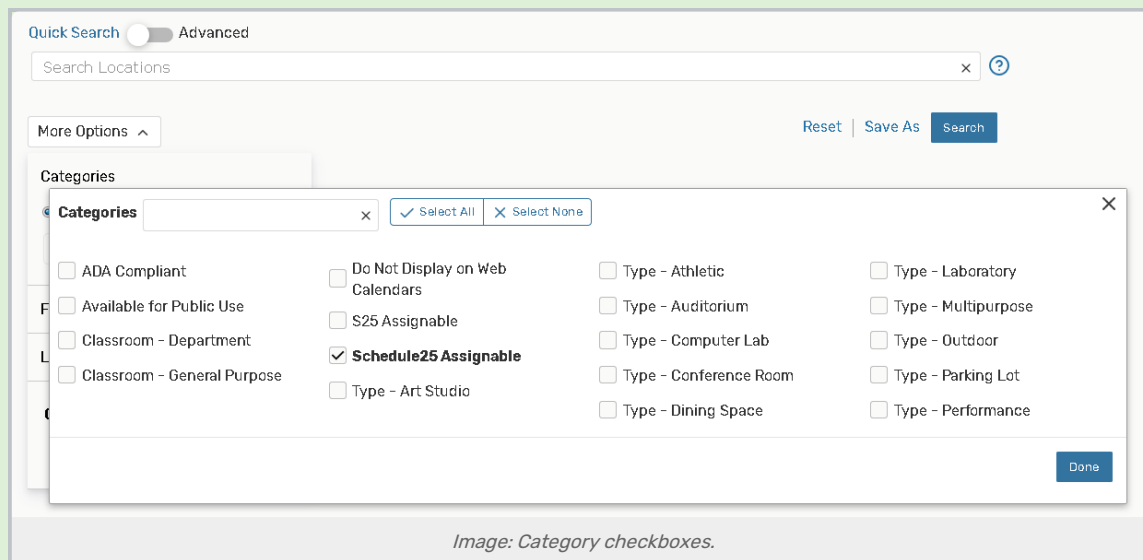 Quick Search Advanced
Search Locations
More Options
Reset | Save As Search
Categories
Categories Select All Select None
ADA Compliant
Available for Public Use
Classroom - Department
Classroom - General Purpose
Do Not Display on Web
Calendars
S25 Assignable
Schedule25 Assignable
Type - Art Studio
Type - Athletic
Type - Auditorium
Type - Computer Lab
Type - Conference Room
Type - Dining Space
Type - Laboratory
Type - Multipurpose
Type - Outdoor
Type - Parking Lot
Type - Performance
Done
Image: Category checkboxes.